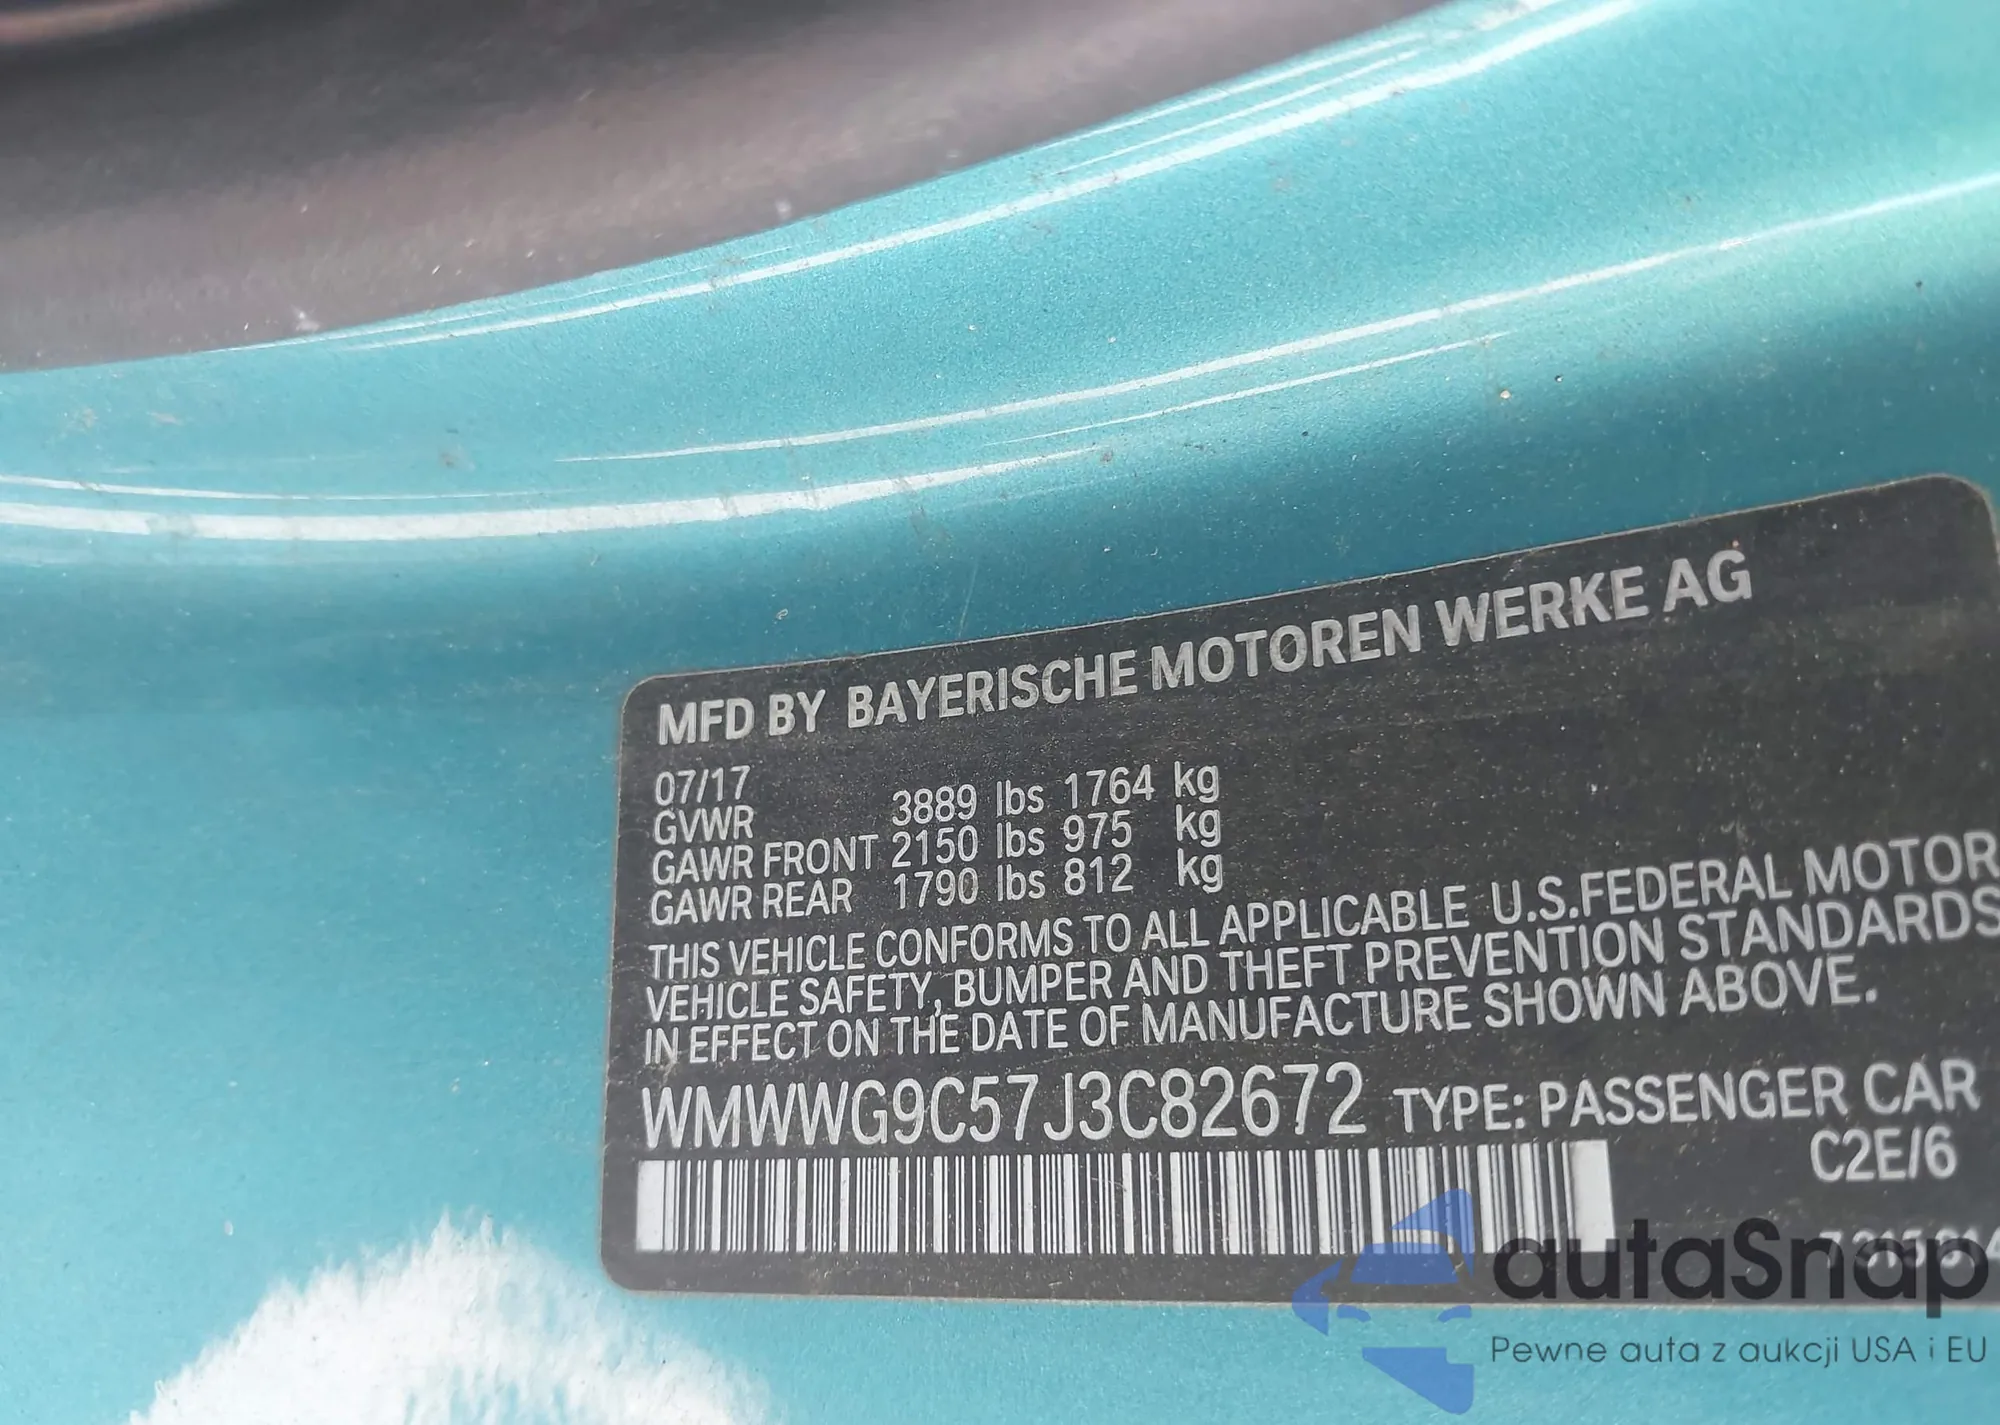 MFD BY BAYERISCHE MOTOREN WERKE AG
07/17
GVWR 3889 lbs 1764 kg
GAWR FRONT 2150 lbs 975 kg
GAWR REAR 1790 lbs 812 kg
THIS VEHICLE CONFORMS TO ALL APPLICABLE U.S.FEDERAL MOTOR
VEHICLE SAFETY, BUMPER AND THEFT PREVENTION STANDARDS
IN EFFECT ON THE DATE OF MANUFACTURE SHOWN ABOVE.
WMWWG9C57J3C82672 TYPE: PASSENGER CAR
C2E/6
autaSnap
Pewne auta z aukcji USA i EU